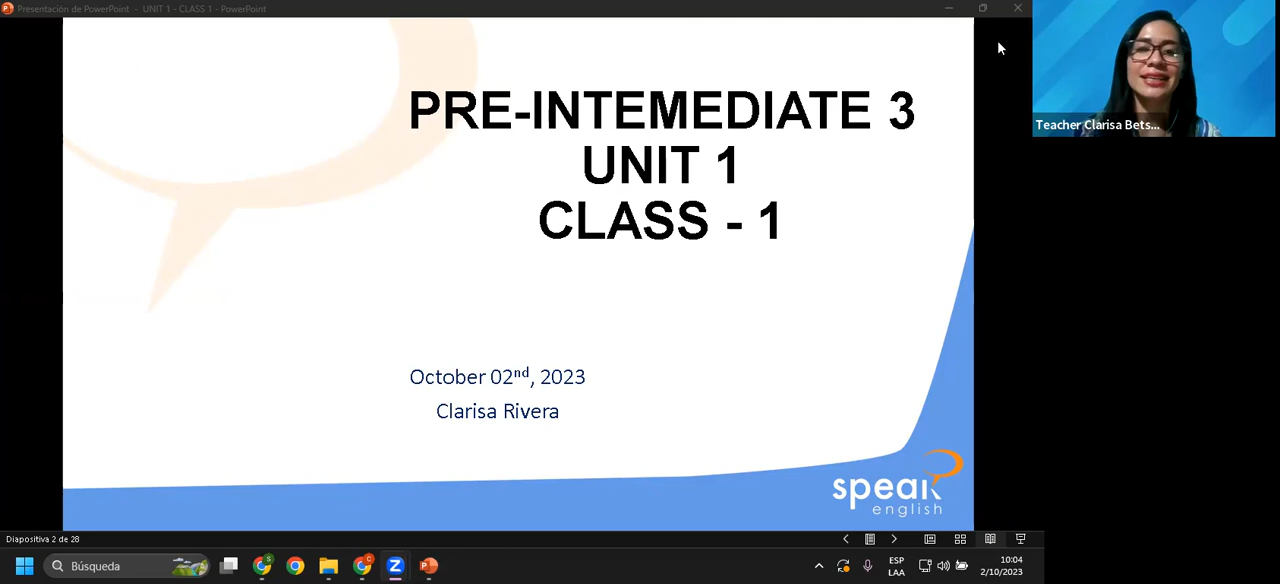 Presentación de PowerPoint - UNIT 1 - CLASS 1 - PowerPoint
PRE-INTEMEDIATE 3
UNIT 1
CLASS - 1
Teacher Clarisa Bets...
October 02nd, 2023
Clarisa Rivera
speak
english
Diapositiva 2 de 28
Búsqueda
ESP
LAA
10:04
2/10/2023